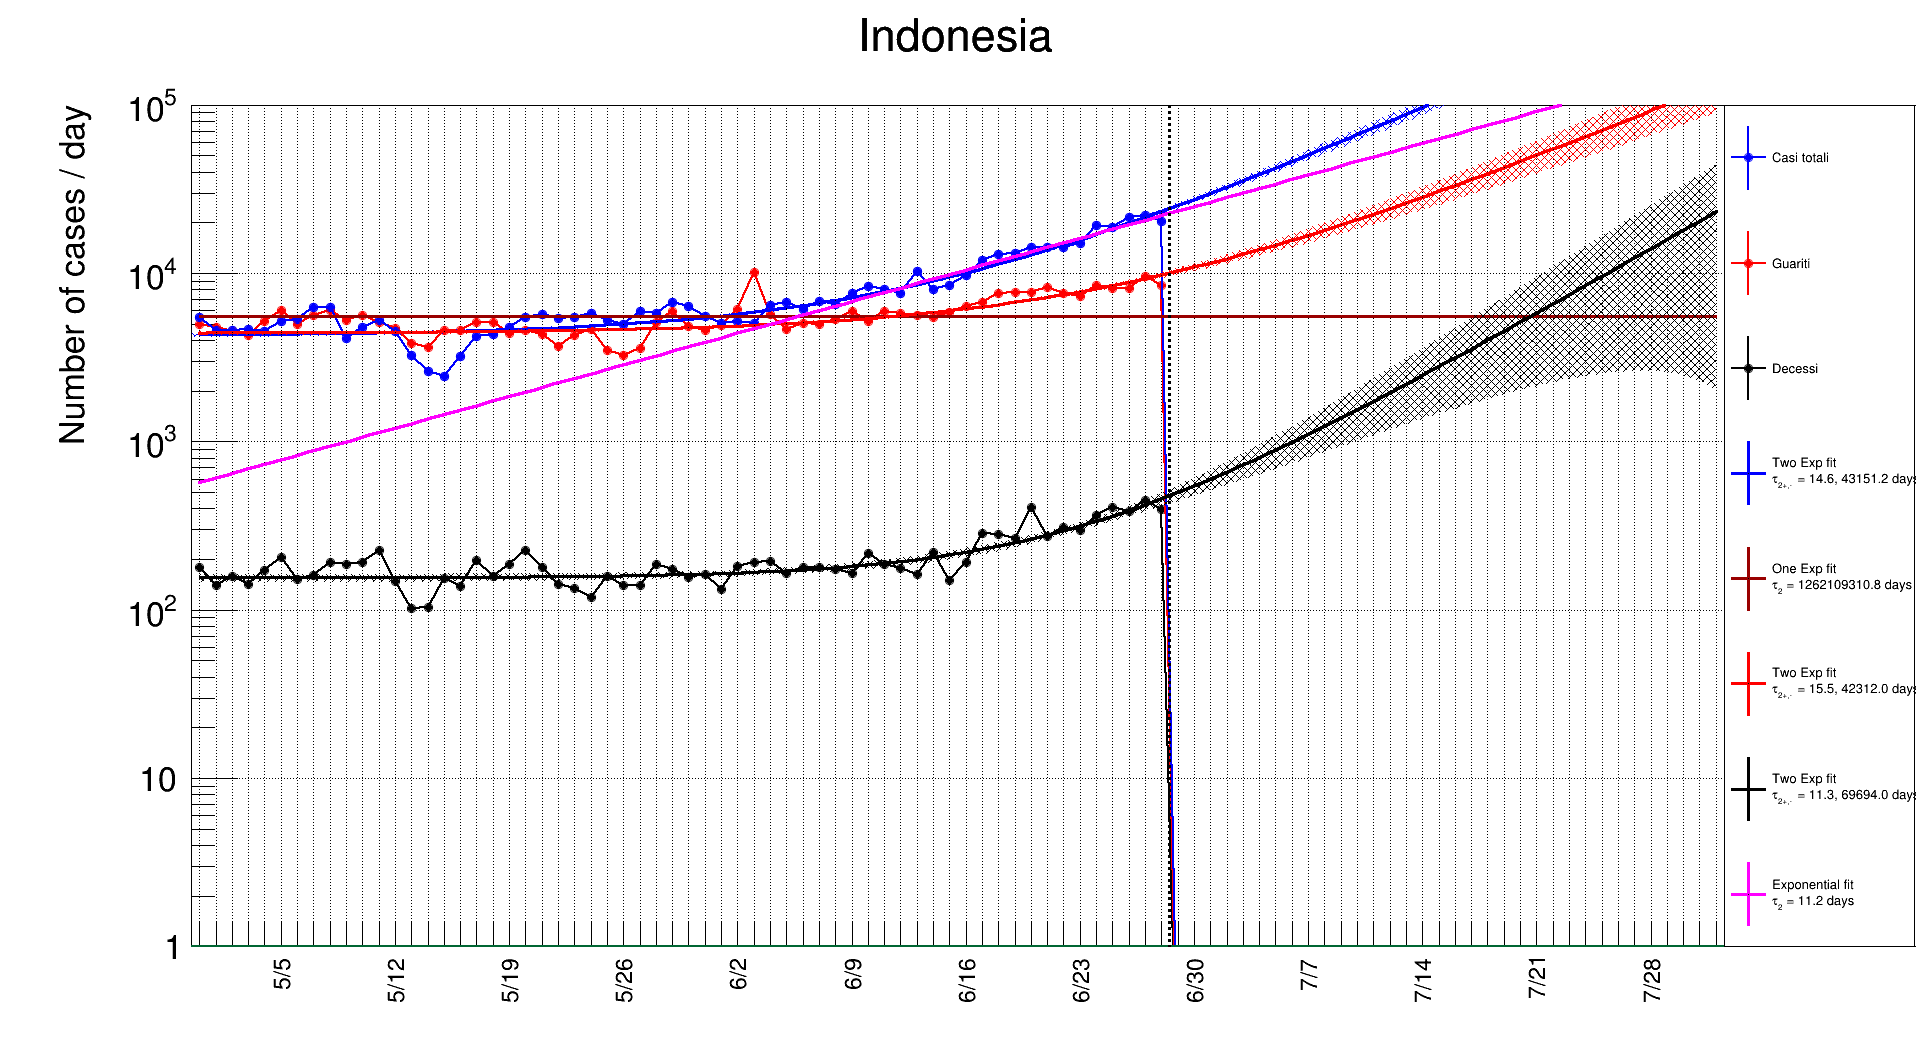 Indonesia
Number of cases / day
10^5
10^4
10^3
10^2
10
1
5/5
5/12
5/19
5/26
6/2
6/9
6/16
6/23
6/30
7/7
7/14
7/21
7/28
Casi totali
Guariti
Decessi
Two Exp fit
τ2+,- = 14.6, 43151.2 days
One Exp fit
τ2 = 1262109310.8 days
Two Exp fit
τ2+,- = 15.5, 42312.0 days
Two Exp fit
τ2+,- = 11.3, 69694.0 days
Exponential fit
τ2 = 11.2 days